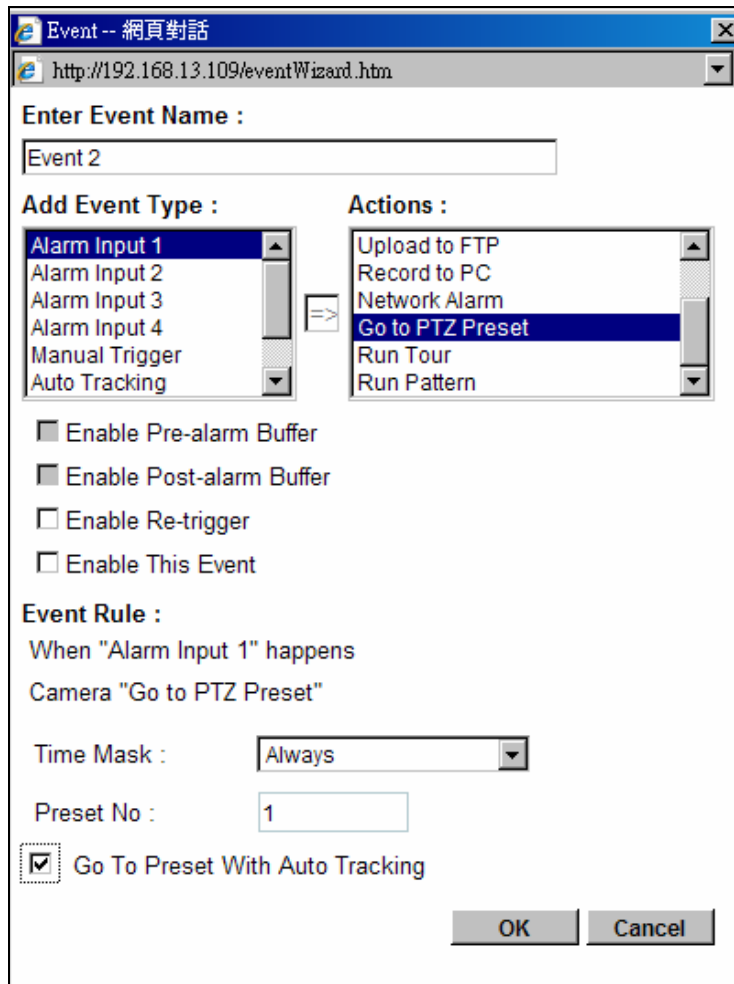 Event -- 網頁對話
http://192.168.13.109/eventWizard.htm
Enter Event Name :
Event 2
Add Event Type :
Actions :
Alarm Input 1
Alarm Input 2
Alarm Input 3
Alarm Input 4
Manual Trigger
Auto Tracking
=>
Upload to FTP
Record to PC
Network Alarm
Go to PTZ Preset
Run Tour
Run Pattern
Enable Pre-alarm Buffer
Enable Post-alarm Buffer
Enable Re-trigger
Enable This Event
Event Rule :
When "Alarm Input 1" happens
Camera "Go to PTZ Preset"
Time Mask : Always
Preset No : 1
Go To Preset With Auto Tracking
OK Cancel